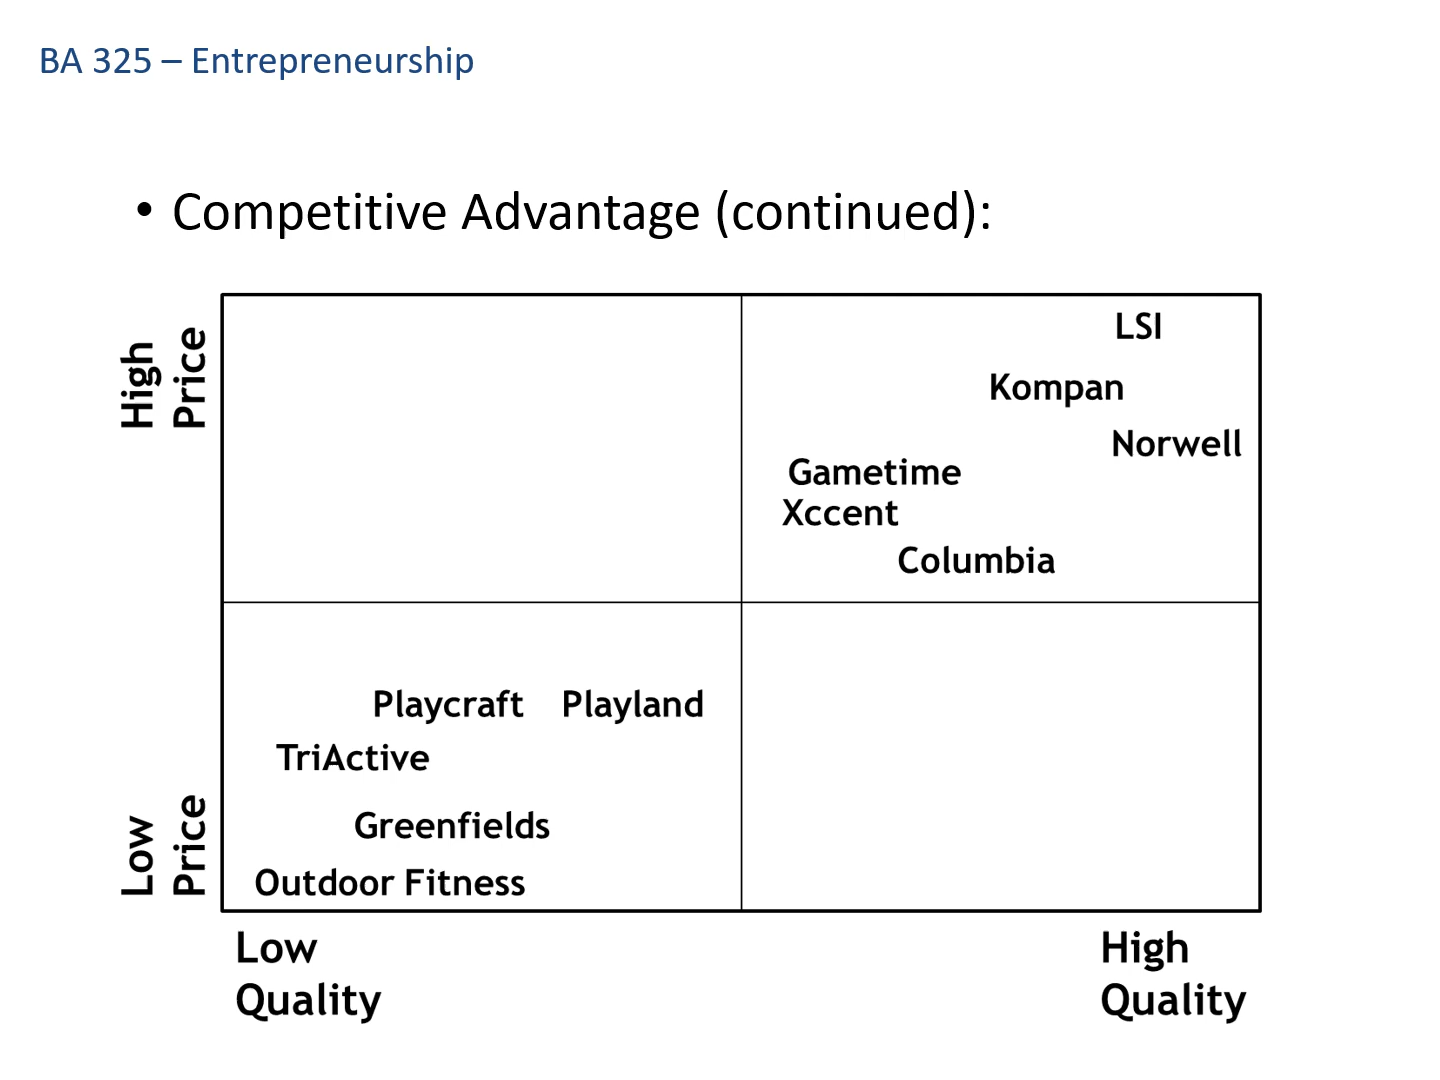 BA 325 – Entrepreneurship
• Competitive Advantage (continued):
High
Price
LSI
Kompan
Norwell
Gametime
Xccent
Columbia
Playcraft Playland
TriActive
Greenfields
Outdoor Fitness
Low
Price
Low
Quality
High
Quality